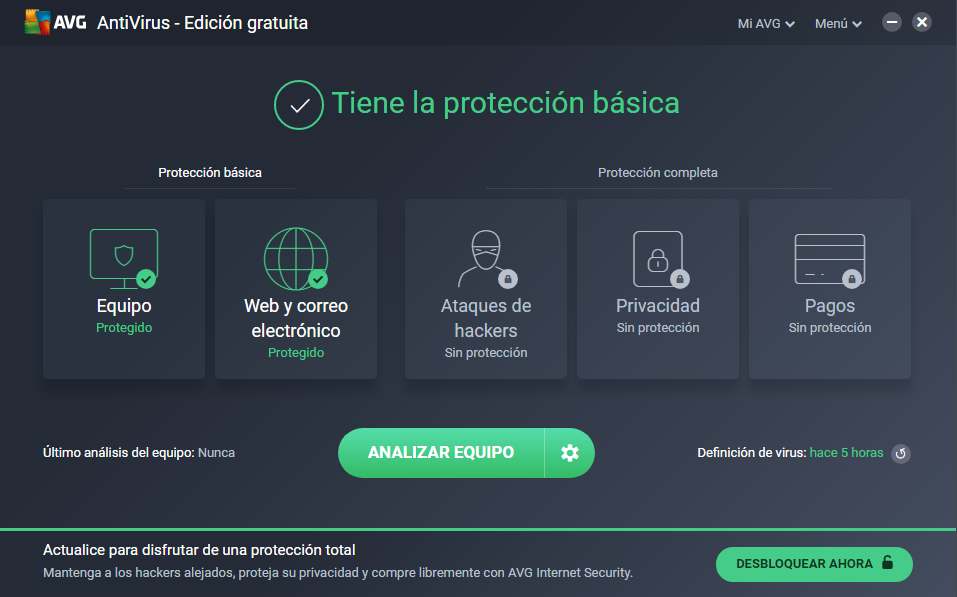 AVG AntiVirus - Edición gratuita
Mi AVG
Menú
Tiene la protección básica
Protección básica
Protección completa
Equipo
Protegido
Web y correo
electrónico
Protegido
Ataques de
hackers
Sin protección
Privacidad
Sin protección
Pagos
Sin protección
Último análisis del equipo: Nunca
ANALIZAR EQUIPO
Definición de virus: hace 5 horas
Actualice para disfrutar de una protección total
Mantenga a los hackers alejados, proteja su privacidad y compre libremente con AVG Internet Security.
DESBLOQUEAR AHORA